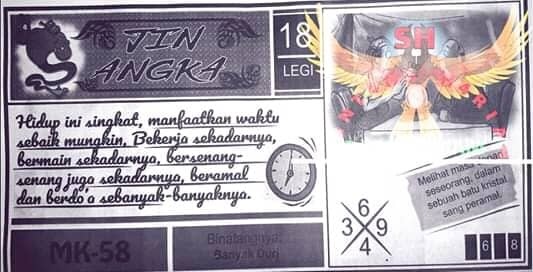 JIN
ANGKA
18
LEGI
Hidup ini singkat, manfaatkan waktu
sebaik mungkin, Bekerja sekadarnya,
bermain sekadarnya, bersenang-
senang juga sekadarnya, beramal
dan berdo'a sebanyak-banyaknya.
MK-58
Binatangnya:
Banyak Duri
SH
Melihat masa
seseorang, dalam
sebuah batu kristal
sang peramal.
6
3 9
4
6 8